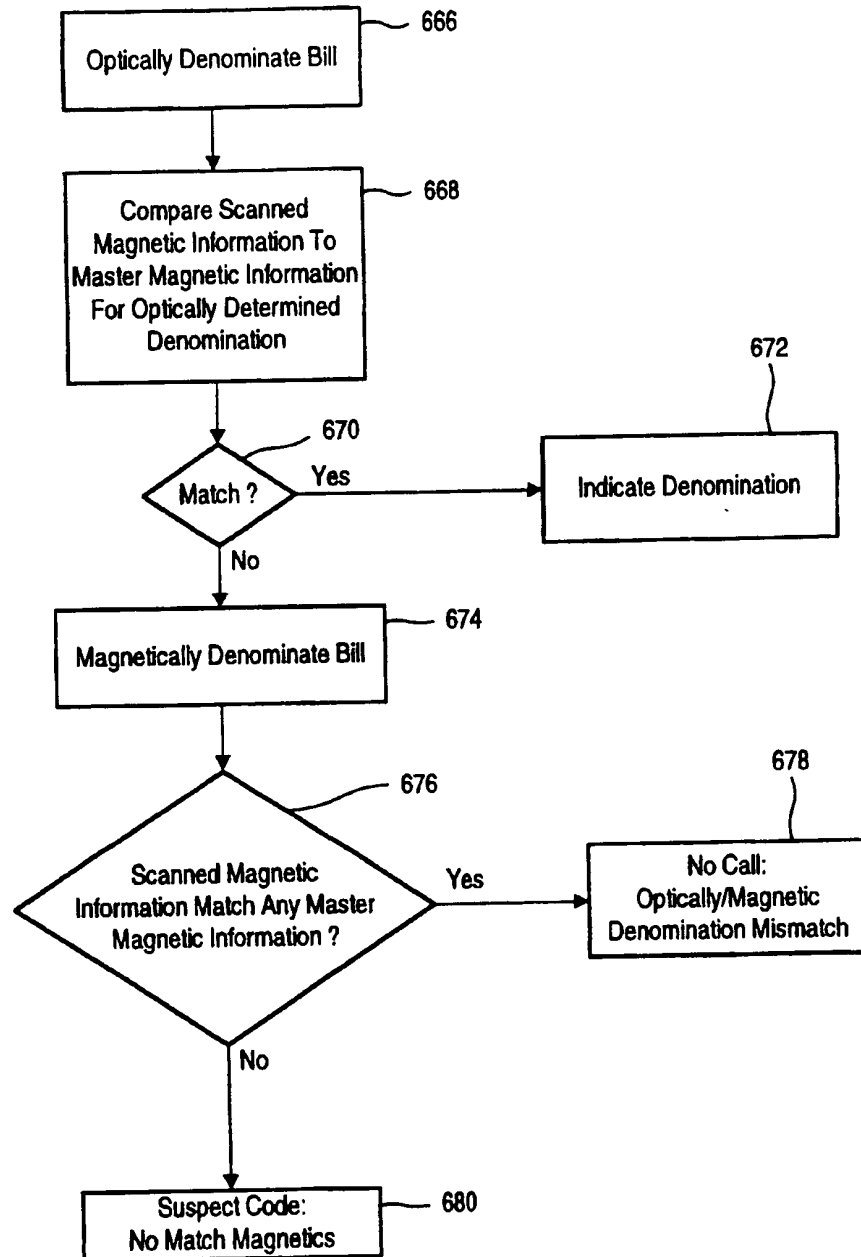 666
Optically Denominate Bill
668
Compare Scanned
Magnetic Information To
Master Magnetic Information
For Optically Determined
Denomination
672
670
Match ?
Yes
Indicate Denomination
No
674
Magnetically Denominate Bill
676
678
Scanned Magnetic
Information Match Any Master
Magnetic Information ?
Yes
No Call:
Optically/Magnetic
Denomination Mismatch
No
680
Suspect Code:
No Match Magnetics